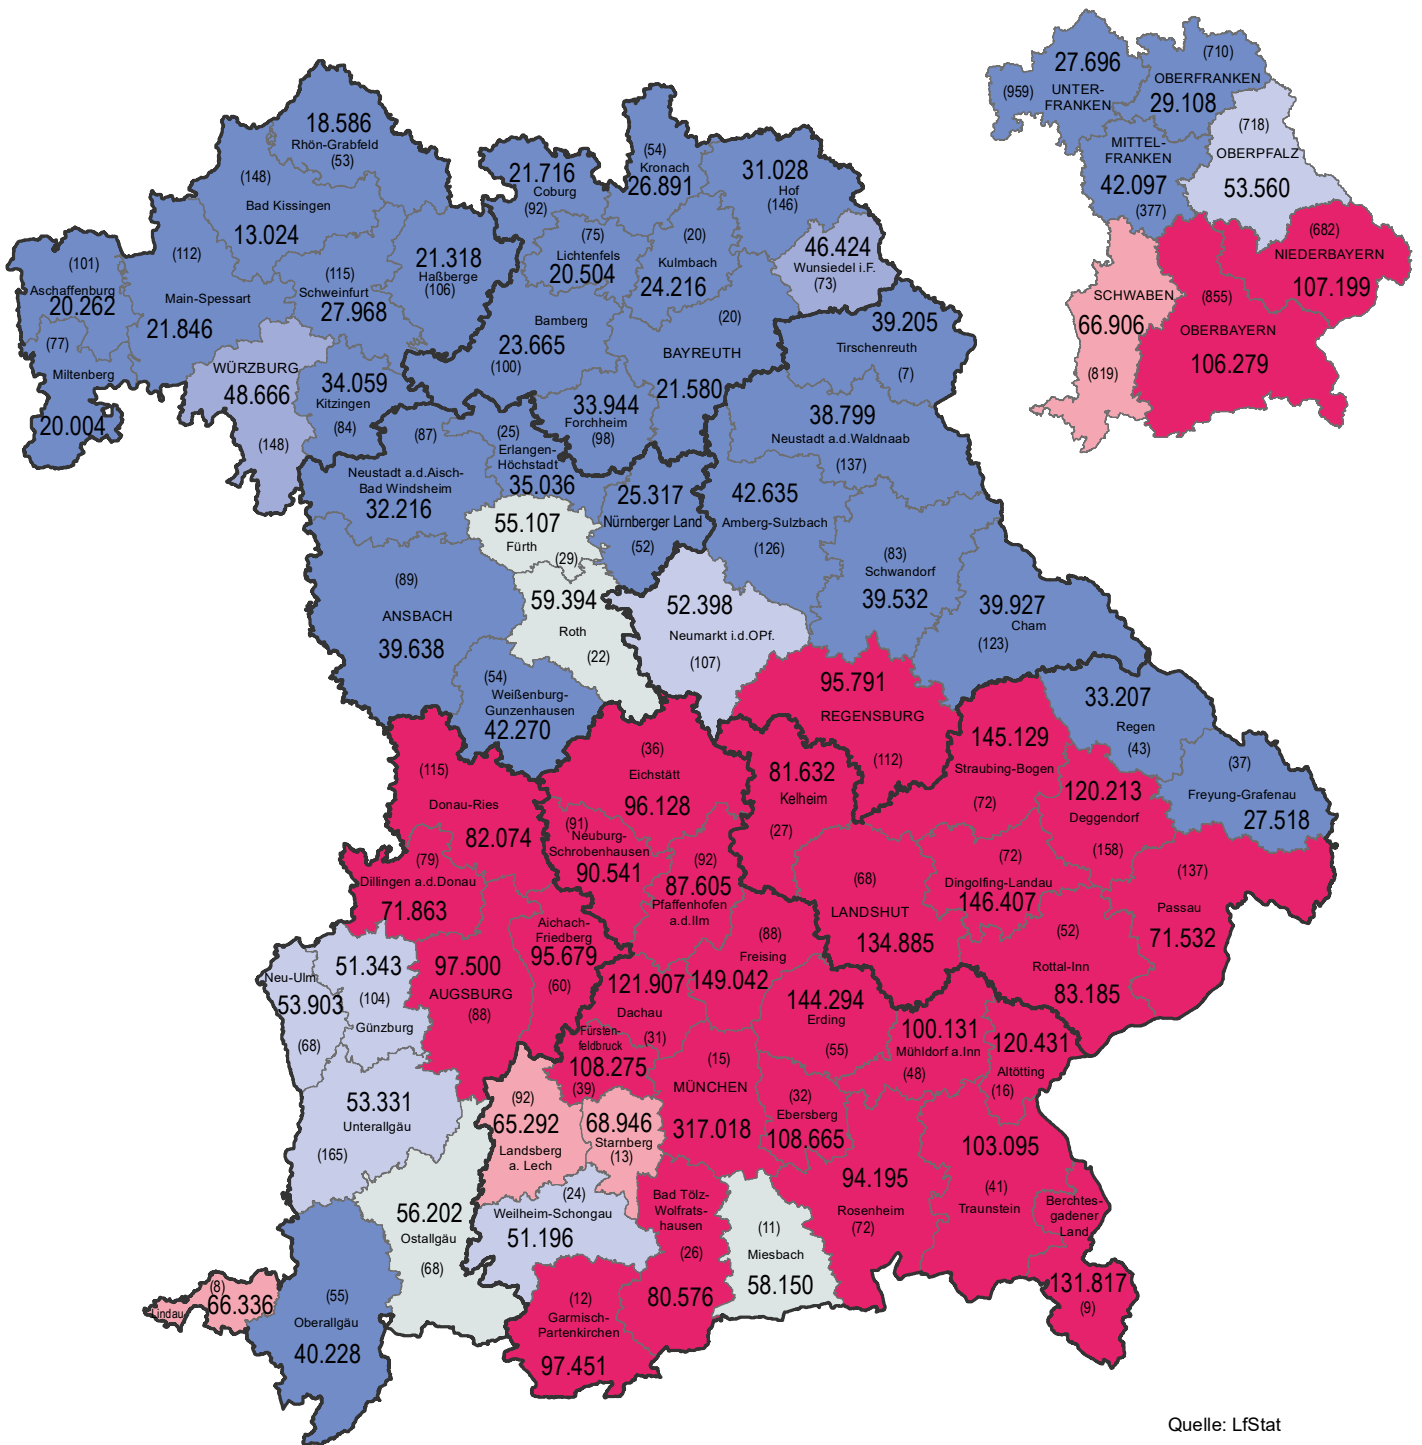 27.696
(959)
UNTER-
FRANKEN
(710)
OBERFRANKEN
29.108
(718)
OBERPFALZ
53.560
MITTEL-
FRANKEN
42.097
(377)
(682)
NIEDERBAYERN
107.199
SCHWABEN
66.906
(819)
(855)
OBERBAYERN
106.279
18.586
Rhön-Grabfeld
(53)
(148)
Bad Kissingen
13.024
21.716
Coburg
(92)
(54)
Kronach
26.891
31.028
Hof
(146)
(101)
Aschaffenburg
20.262
(112)
Main-Spessart
21.846
(115)
Schweinfurt
27.968
21.318
Haßberge
(106)
(75)
Lichtenfels
20.504
(20)
Kulmbach
24.216
46.424
Wunsiedel i.F.
(73)
(77)
Miltenberg
20.004
WÜRZBURG
48.666
(148)
34.059
Kitzingen
(84)
Bamberg
23.665
(100)
(20)
BAYREUTH
21.580
39.205
Tirschenreuth
(7)
33.944
Forchheim
(98)
38.799
Neustadt a.d.Waldnaab
(137)
(87)
Neustadt a.d.Aisch-
Bad Windsheim
32.216
(25)
Erlangen-
Höchstadt
35.036
25.317
Nürnberger Land
(52)
42.635
Amberg-Sulzbach
(126)
55.107
Fürth
(29)
(83)
Schwandorf
39.532
39.927
Cham
(123)
(89)
ANSBACH
39.638
59.394
Roth
(22)
52.398
Neumarkt i.d.OPf.
(107)
(54)
Weißenburg-
Gunzenhausen
42.270
95.791
REGENSBURG
(112)
33.207
Regen
(43)
(37)
Freyung-Grafenau
27.518
145.129
Straubing-Bogen
(72)
120.213
Deggendorf
(158)
(115)
Donau-Ries
82.074
(36)
Eichstätt
96.128
81.632
Kelheim
(27)
(91)
Neuburg-
Schrobenhausen
90.541
(92)
87.605
Pfaffenhofen
a.d.Ilm
(79)
Dillingen a.d.Donau
71.863
(68)
LANDSHUT
134.885
(72)
Dingolfing-Landau
146.407
(137)
Passau
71.532
(52)
Rottal-Inn
83.185
Aichach-
Friedberg
95.679
(60)
(88)
Freising
149.042
Neu-Ulm
53.903
(68)
51.343
(104)
Günzburg
97.500
AUGSBURG
(88)
121.907
Dachau
(31)
144.294
Erding
(55)
100.131
Mühldorf a.Inn
(48)
120.431
Altötting
(16)
Fürsten-
feldbruck
108.275
(39)
(15)
MÜNCHEN
317.018
(32)
Ebersberg
108.665
53.331
Unterallgäu
(165)
(92)
65.292
Landsberg
a. Lech
68.946
Starnberg
(13)
103.095
(41)
Traunstein
94.195
Rosenheim
(72)
56.202
Ostallgäu
(68)
(24)
Weilheim-Schongau
51.196
Bad Tölz-
Wolfrats-
hausen
(26)
80.576
(11)
Miesbach
58.150
Berchtes-
gadener
Land
131.817
(9)
(8)
Lindau
66.336
(55)
Oberallgäu
40.228
(12)
Garmisch-
Partenkirchen
97.451
Quelle: LfStat